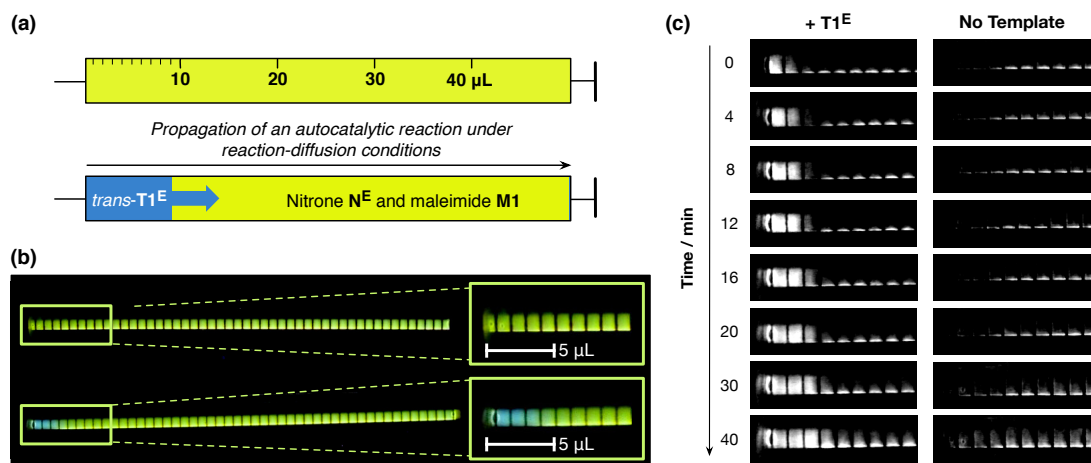 (a)
10 20 30 40 µL
Propagation of an autocatalytic reaction under
reaction-diffusion conditions
trans-T1ᴱ Nitrone Nᴱ and maleimide M1
(b)
5 µL
5 µL
(c)
+ T1ᴱ No Template
Time / min
0
4
8
12
16
20
30
40